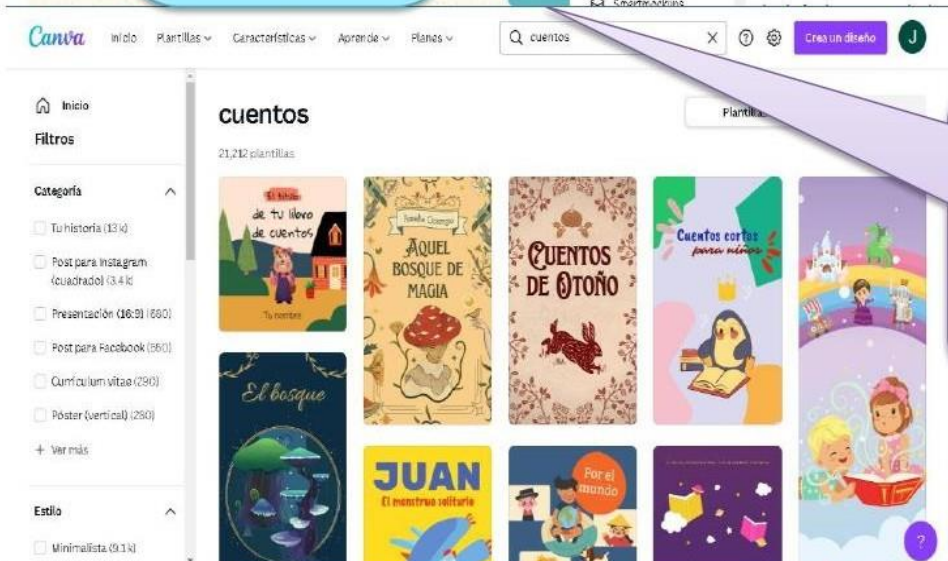 Smartmockups
Canva
Inicio
Plantillas
Características
Aprende
Planes
cuentos
Crea un diseño
J
Inicio
Filtros
Categoría
Tu historia (13 k)
Post para Instagram
(cuadrado) (3.4 k)
Presentación (16:9) (680)
Post para Facebook (550)
Currículum vitae (290)
Póster (vertical) (280)
+ Ver más
Estilo
Minimalista (9.1 k)
cuentos
Plantillas
21,212 plantillas
El título
de tu libro
de cuentos
Tu nombre
AQUEL
BOSQUE DE
MAGIA
CUENTOS
DE OTOÑO
Cuentos cortos
para niños
El bosque
JUAN
El monstruo solitario
Por el
mundo
?